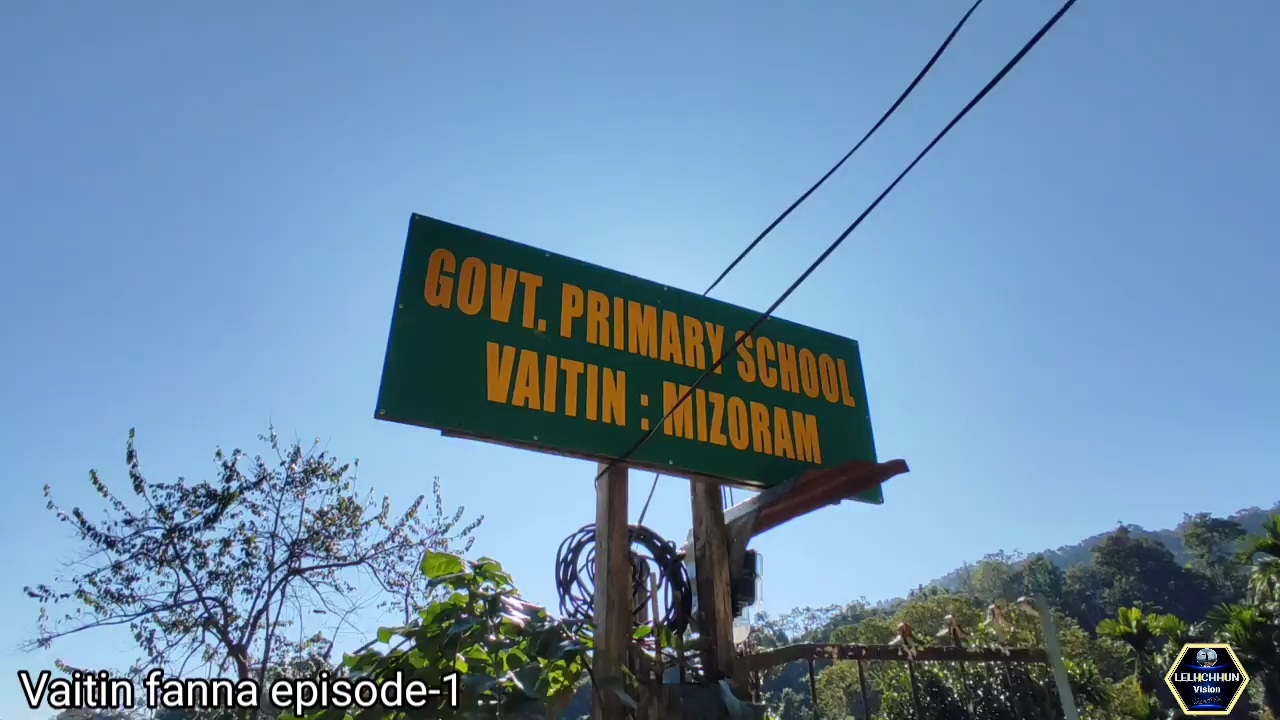 GOVT. PRIMARY SCHOOL
VAITIN : MIZORAM
Vaitin fanna episode-1
LELHCHHUN
Vision